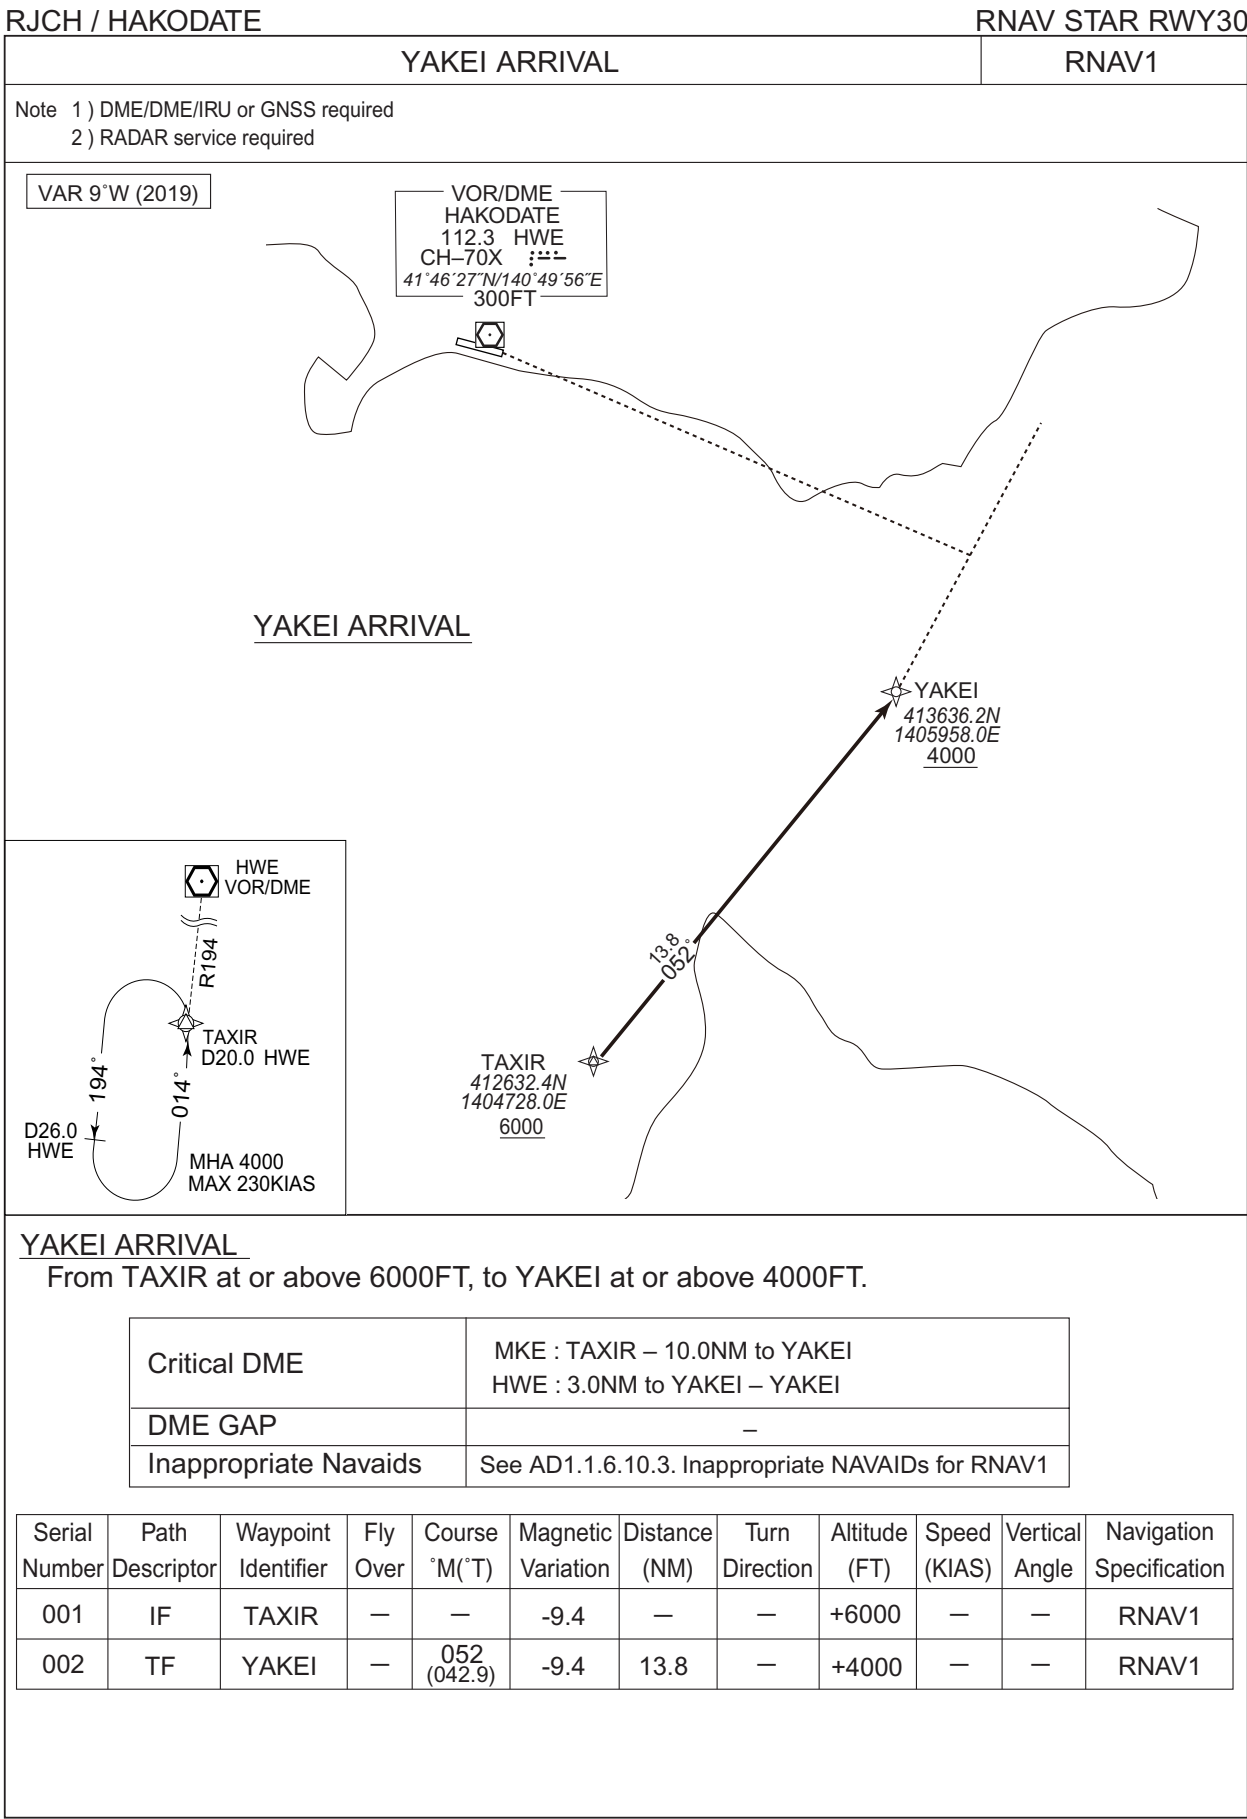 RJCH / HAKODATE
RNAV STAR RWY30
YAKEI ARRIVAL
RNAV1
Note 1 ) DME/DME/IRU or GNSS required
2 ) RADAR service required
VAR 9˚W (2019)
VOR/DME
HAKODATE
112.3 HWE
CH–70X
41˚46´27˝N/140˚49´56˝E
300FT
YAKEI ARRIVAL
YAKEI
413636.2N
1405958.0E
4000
13.8
052˚
TAXIR
412632.4N
1404728.0E
6000
HWE
VOR/DME
R194
TAXIR
D20.0 HWE
194˚
014˚
D26.0
HWE
MHA 4000
MAX 230KIAS
YAKEI ARRIVAL
From TAXIR at or above 6000FT, to YAKEI at or above 4000FT.
Critical DME
MKE : TAXIR – 10.0NM to YAKEI
HWE : 3.0NM to YAKEI – YAKEI
DME GAP –
Inappropriate Navaids See AD1.1.6.10.3. Inappropriate NAVAIDs for RNAV1
Serial Path Waypoint Fly Course Magnetic Distance Turn Altitude Speed Vertical Navigation
Number Descriptor Identifier Over ˚M(˚T) Variation (NM) Direction (FT) (KIAS) Angle Specification
001 IF TAXIR — — -9.4 — — +6000 — — RNAV1
002 TF YAKEI — 052 (042.9) -9.4 13.8 — +4000 — — RNAV1